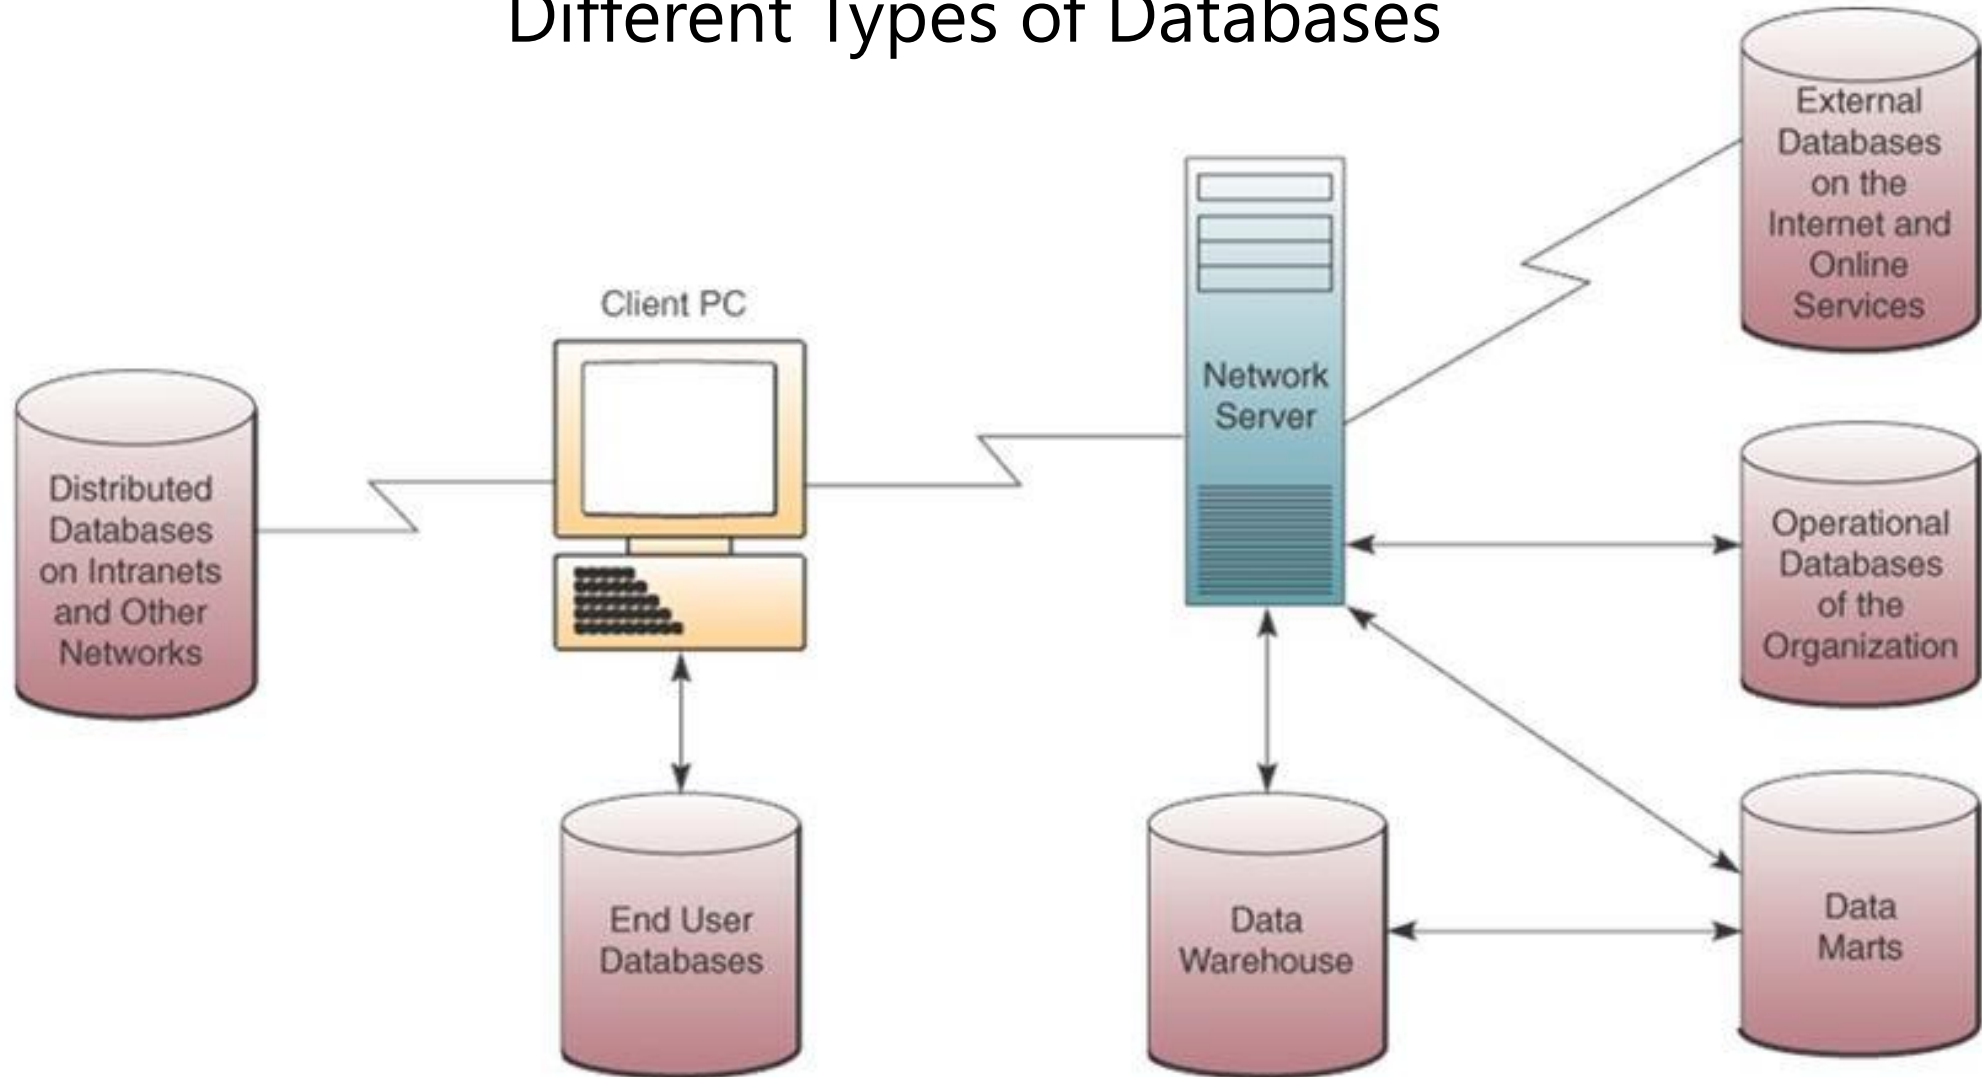 Different Types of Databases
External
Databases
on the
Internet and
Online
Services
Client PC
Network
Server
Distributed
Databases
on Intranets
and Other
Networks
Operational
Databases
of the
Organization
End User
Databases
Data
Warehouse
Data
Marts